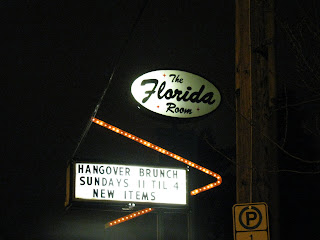 The
Florida
Room
HANGOVER BRUNCH
SUNDAYS 11 TIL 4
NEW ITEMS
P